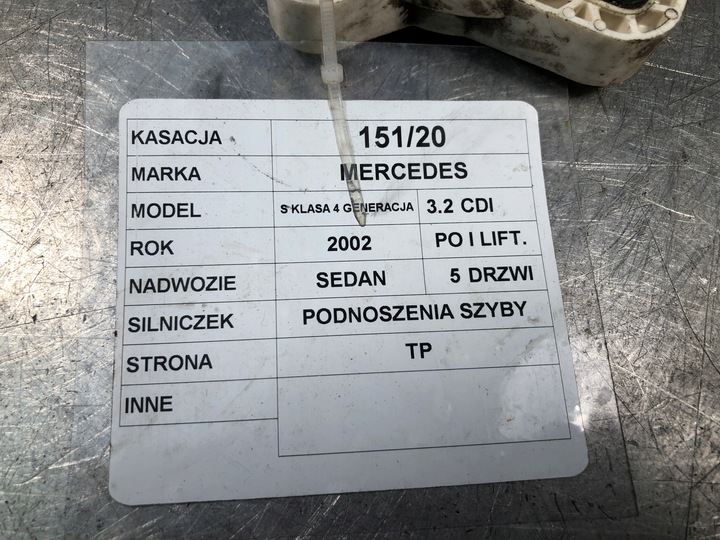 KASACJA 151/20
MARKA MERCEDES
MODEL S KLASA 4 GENERACJA 3.2 CDI
ROK 2002 PO I LIFT.
NADWOZIE SEDAN 5 DRZWI
SILNICZEK PODNOSZENIA SZYBY
STRONA TP
INNE